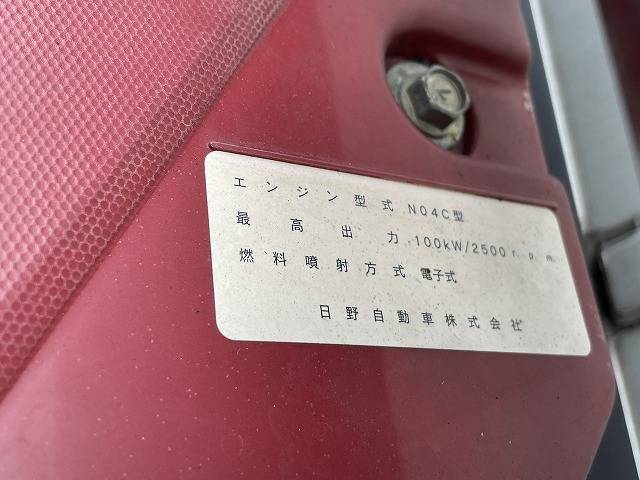 エンジン型式 N04C型
最高出力 100kW/2500r.p.m.
燃料噴射方式 電子式
日野自動車株式会社